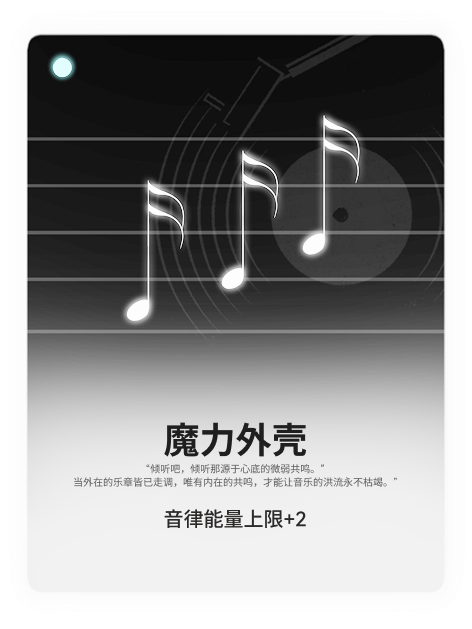 魔力外壳
“倾听吧，倾听那源于心底的微弱共鸣。”
当外在的乐章皆已走调，唯有内在的共鸣，才能让音乐的洪流永不枯竭。”
音律能量上限+2